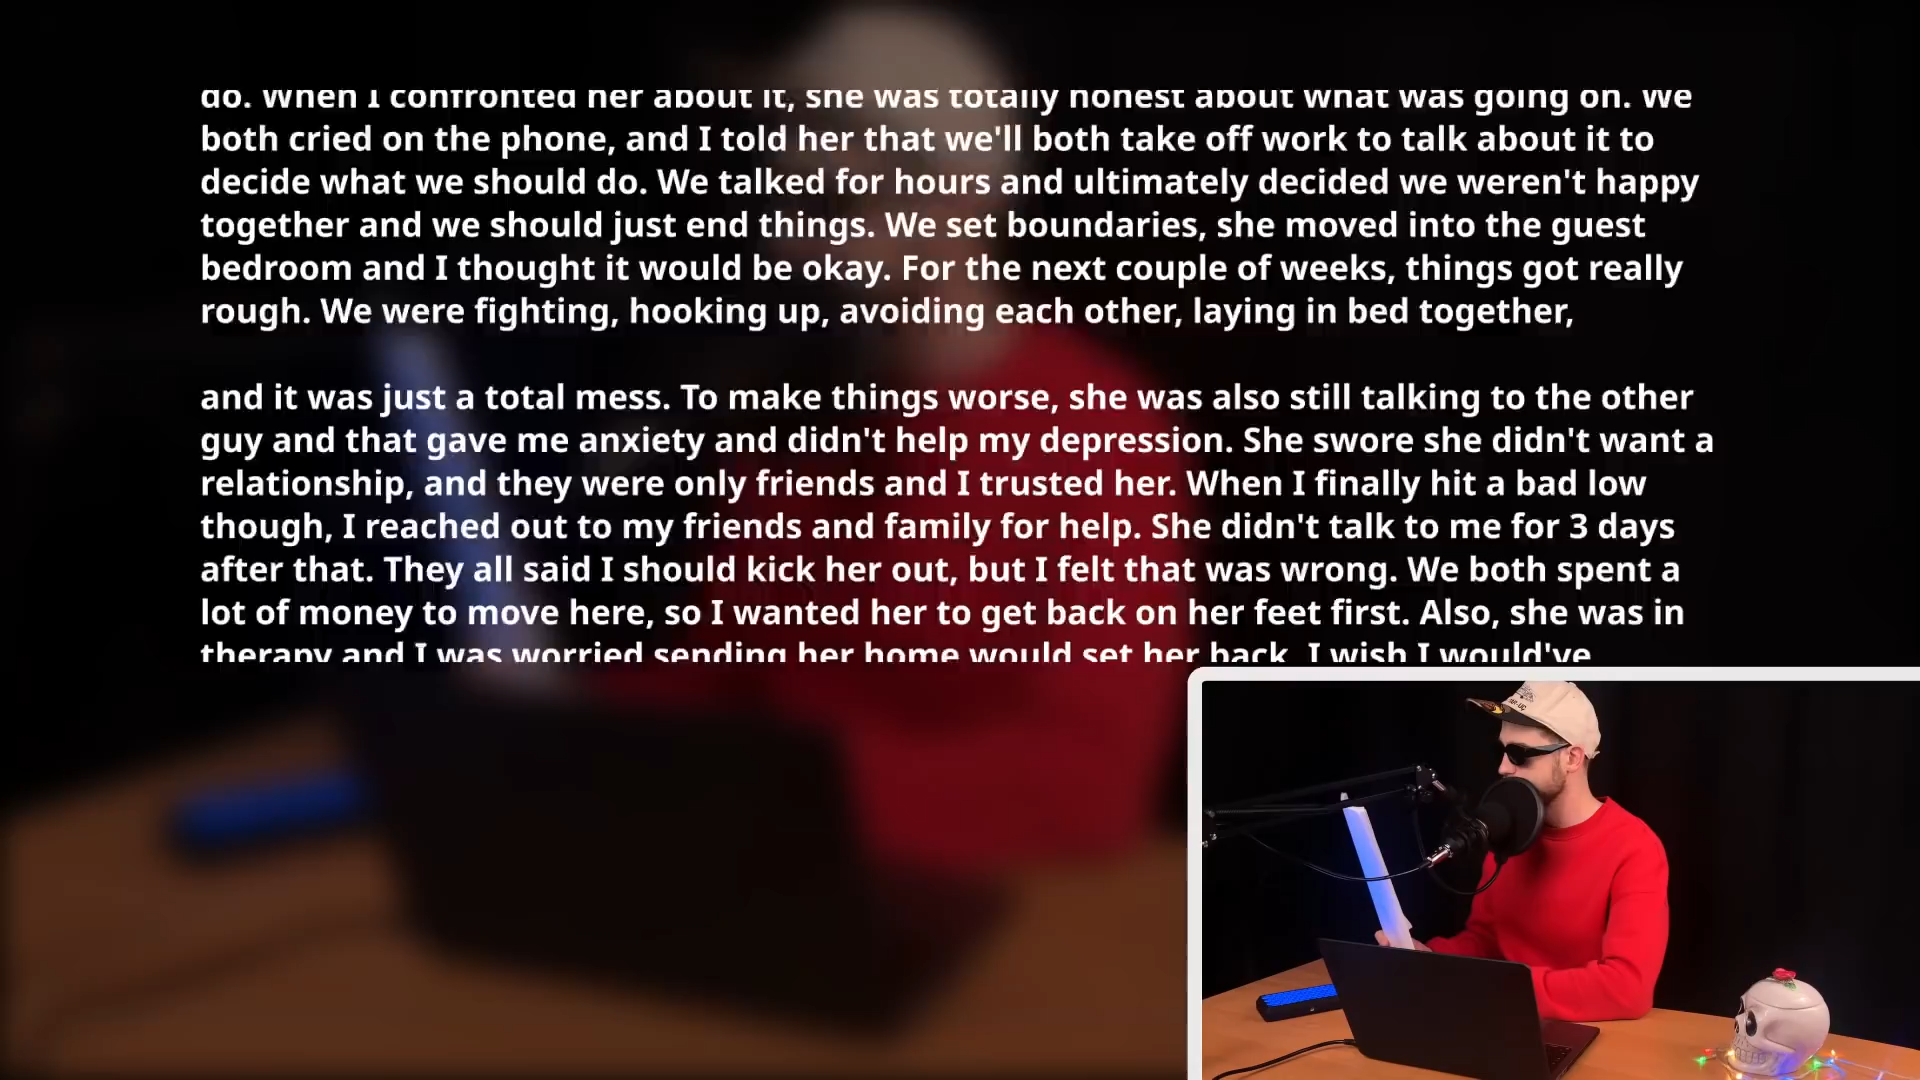 do. When I confronted her about it, she was totally honest about what was going on. We
both cried on the phone, and I told her that we'll both take off work to talk about it to
decide what we should do. We talked for hours and ultimately decided we weren't happy
together and we should just end things. We set boundaries, she moved into the guest
bedroom and I thought it would be okay. For the next couple of weeks, things got really
rough. We were fighting, hooking up, avoiding each other, laying in bed together,
and it was just a total mess. To make things worse, she was also still talking to the other
guy and that gave me anxiety and didn't help my depression. She swore she didn't want a
relationship, and they were only friends and I trusted her. When I finally hit a bad low
though, I reached out to my friends and family for help. She didn't talk to me for 3 days
after that. They all said I should kick her out, but I felt that was wrong. We both spent a
lot of money to move here, so I wanted her to get back on her feet first. Also, she was in
therapy and I was worried sending her home would set her back. I wish I would've